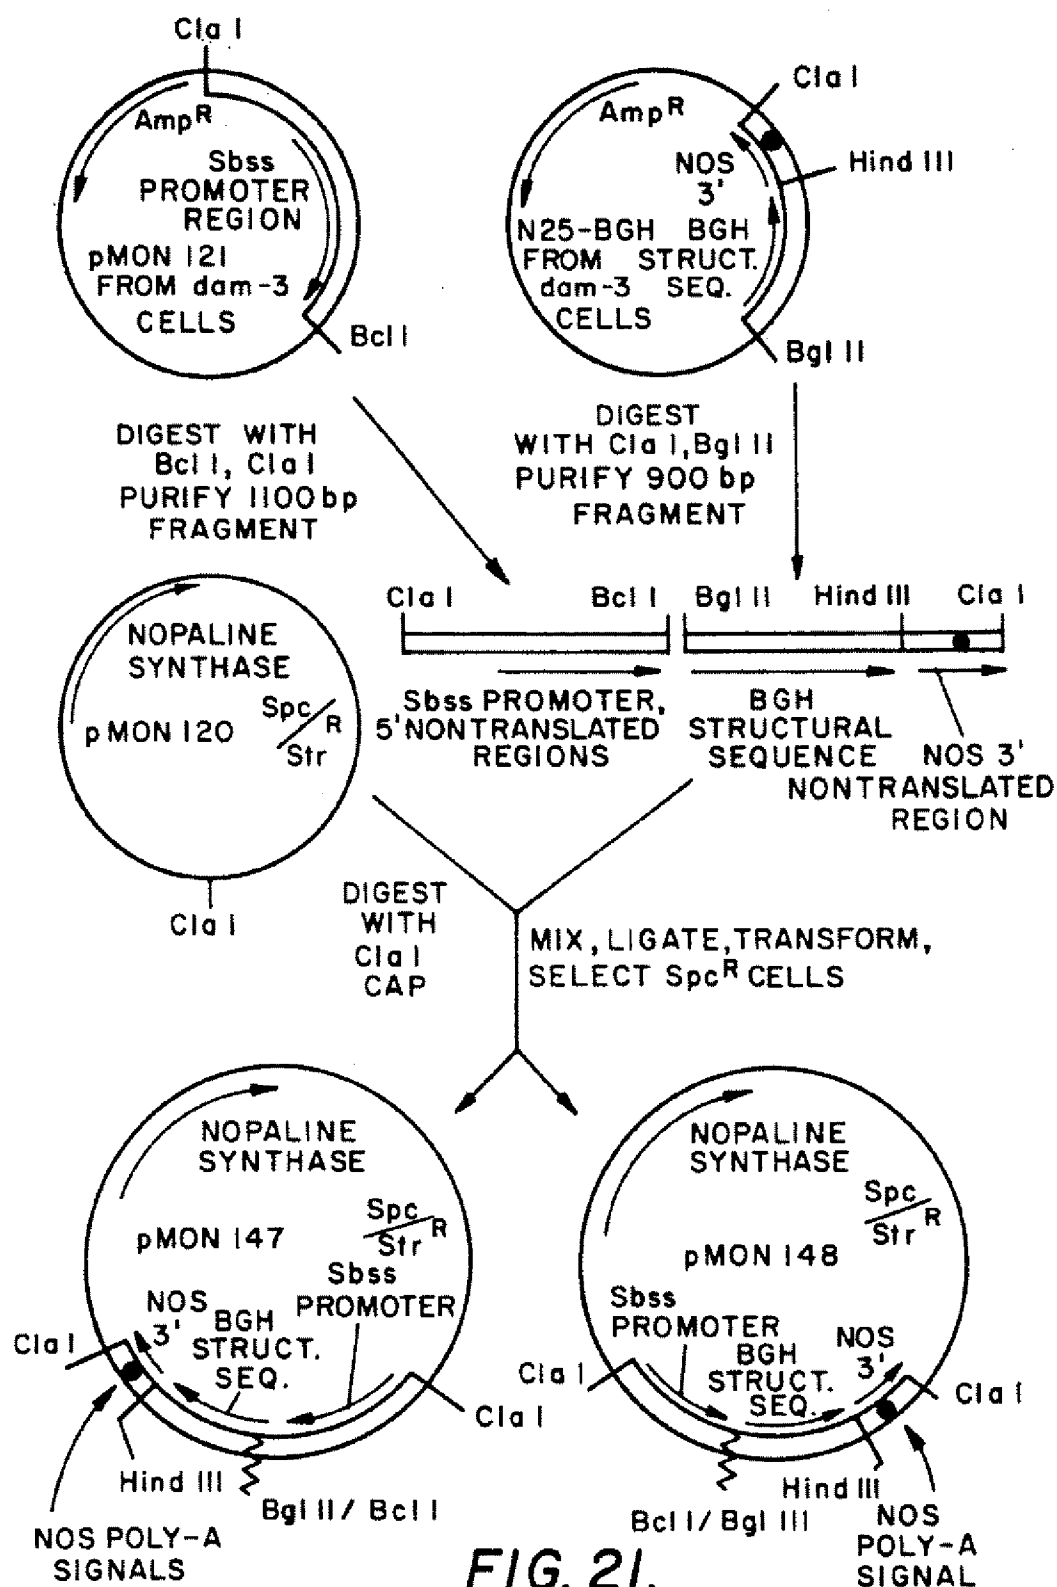 Cla I
Amp R
Sbss
PROMOTER
REGION
pMON 121
FROM dam-3
CELLS
Bcl I
Cla I
Amp R
NOS
3'
Hind III
N25-BGH BGH
FROM STRUCT.
dam-3 SEQ.
CELLS
Bgl II
DIGEST WITH
Bcl I, Cla I
PURIFY 1100 bp
FRAGMENT
DIGEST
WITH Cla I, Bgl II
PURIFY 900 bp
FRAGMENT
NOPALINE
SYNTHASE
pMON 120
Spc/Str R
Cla I
Cla I Bcl I Bgl II Hind III Cla I
Sbss PROMOTER,
5' NONTRANSLATED
REGIONS
BGH
STRUCTURAL
SEQUENCE
NOS 3'
NONTRANSLATED
REGION
DIGEST
WITH
Cla I
CAP
MIX, LIGATE, TRANSFORM,
SELECT Spc R CELLS
NOPALINE
SYNTHASE
pMON 147
Spc/Str R
Sbss
PROMOTER
NOS
3'
BGH
STRUCT.
SEQ.
Cla I
Cla I
Hind III
Bgl II / Bcl I
NOS POLY-A
SIGNALS
NOPALINE
SYNTHASE
Spc/Str R
pMON 148
Sbss
PROMOTER
BGH
STRUCT.
SEQ.
NOS
3'
Cla I
Cla I
Hind III
Bcl I / Bgl III
NOS
POLY-A
SIGNAL
FIG. 21.